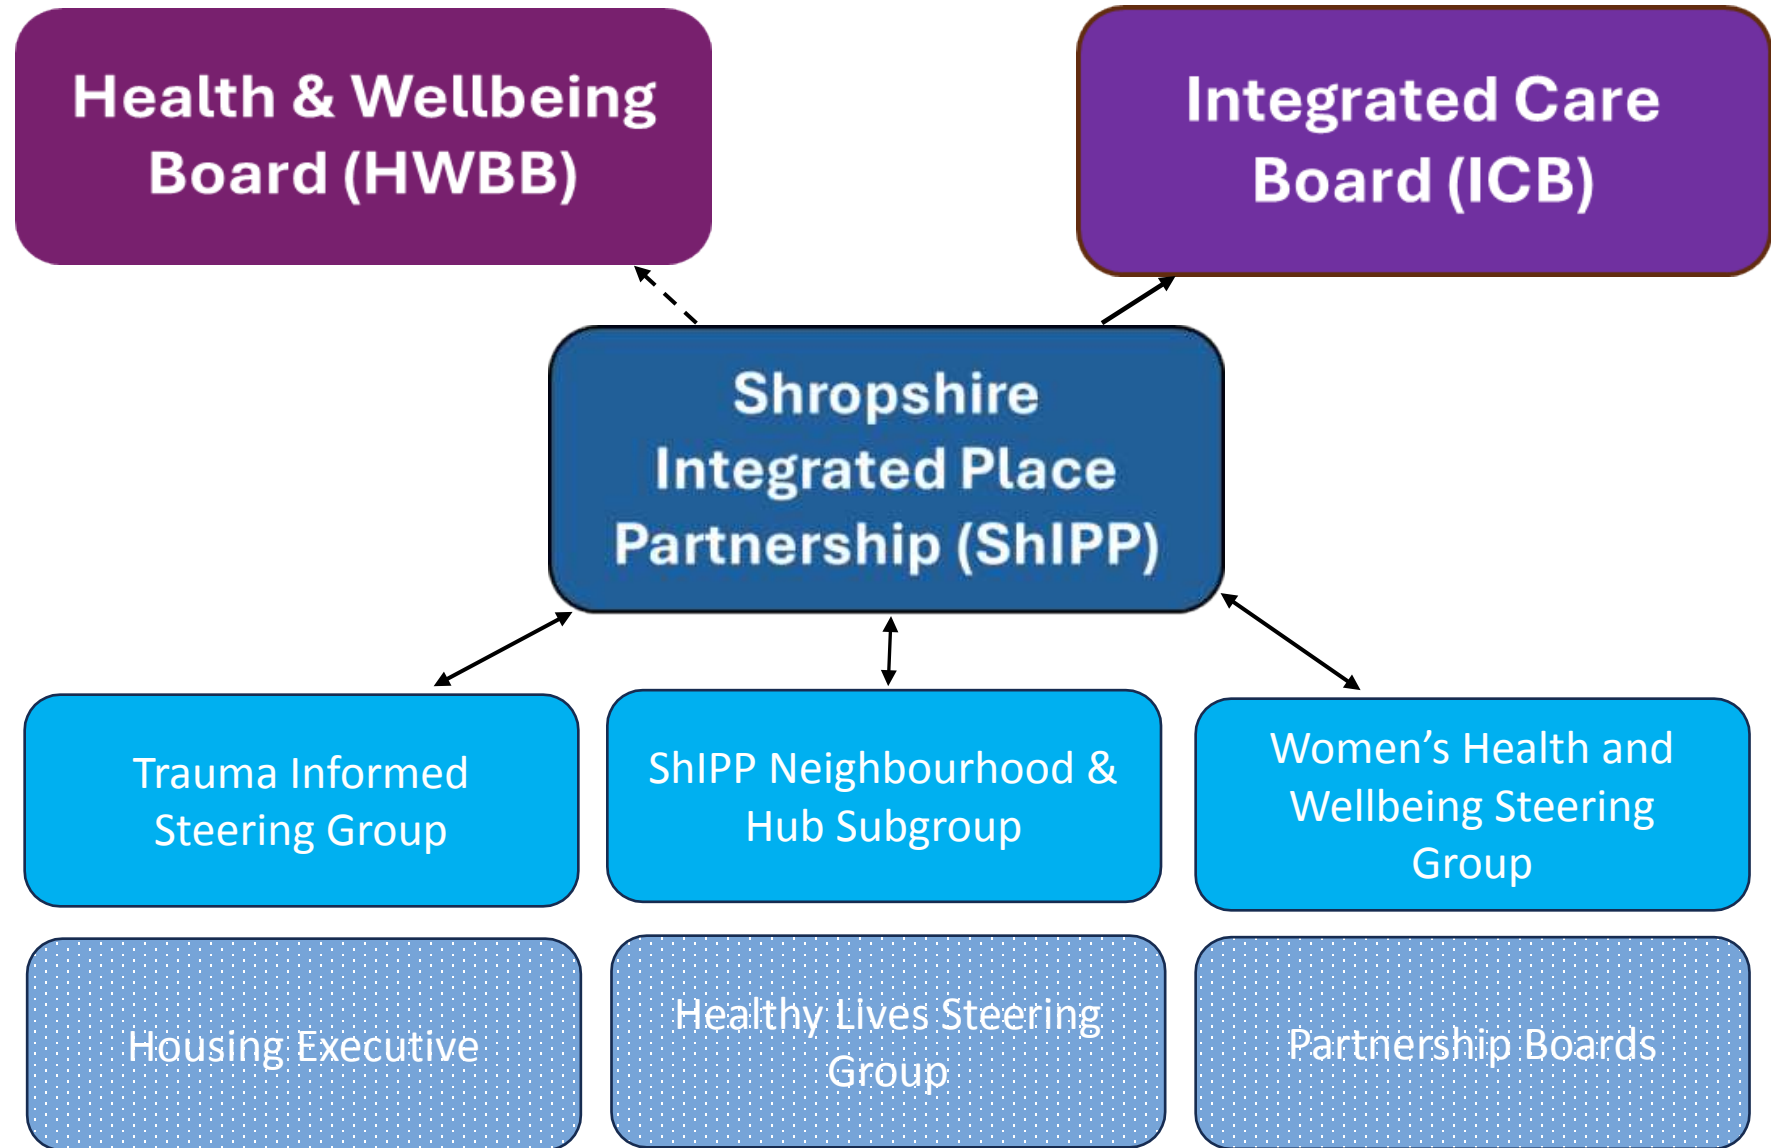 Health & Wellbeing
Board (HWBB)
Integrated Care
Board (ICB)
Shropshire
Integrated Place
Partnership (ShIPP)
Trauma Informed
Steering Group
ShIPP Neighbourhood &
Hub Subgroup
Women’s Health and
Wellbeing Steering
Group
Housing Executive
Healthy Lives Steering
Group
Partnership Boards